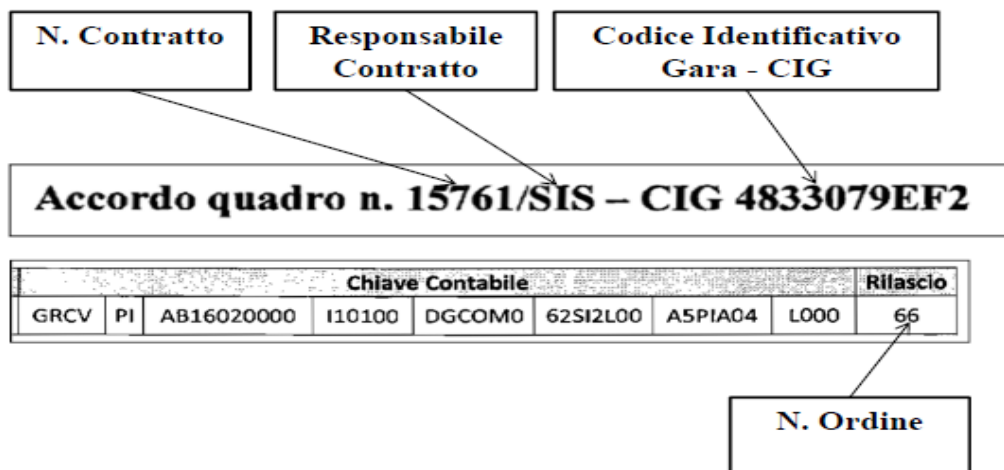 N. Contratto
Responsabile
Contratto
Codice Identificativo
Gara - CIG
Accordo quadro n. 15761/SIS – CIG 4833079EF2
Chiave Contabile Rilascio
GRCV PI AB16020000 I10100 DGCOM0 62SI2L00 A5PIA04 L000 66
N. Ordine